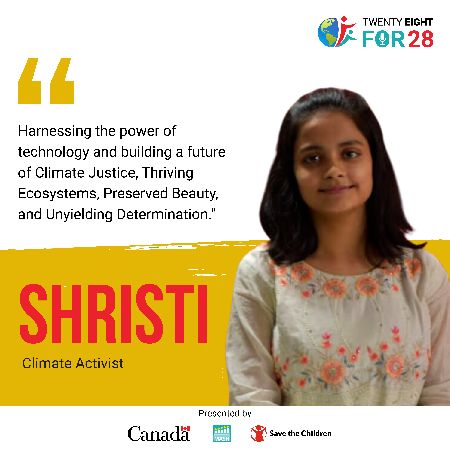 TWENTY EIGHT
FOR 28
Harnessing the power of
technology and building a future
of Climate Justice, Thriving
Ecosystems, Preserved Beauty,
and Unyielding Determination."
SHRISTI
Climate Activist
Presented by
Canada
Save the Children